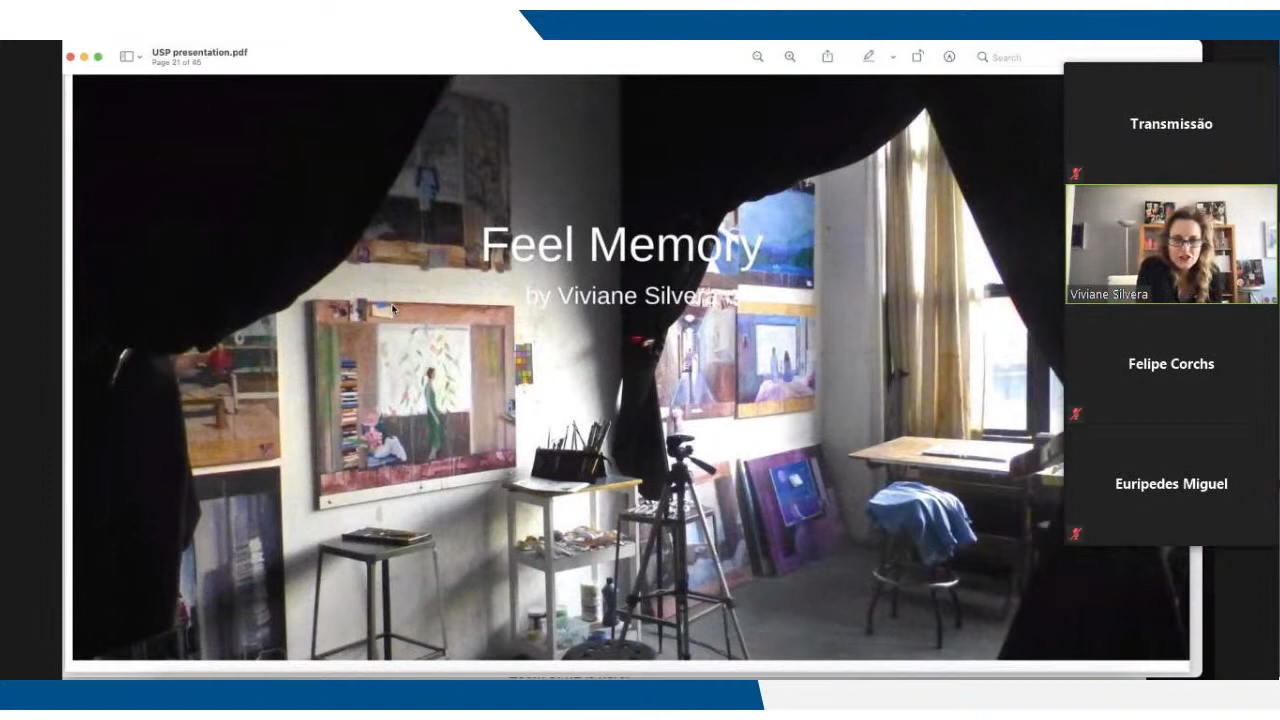 USP presentation.pdf
Page 21 of 45
Search
Transmissão
Feel Memory
by Viviane Silvera
Viviane Silvera
Felipe Corchs
Euripedes Miguel